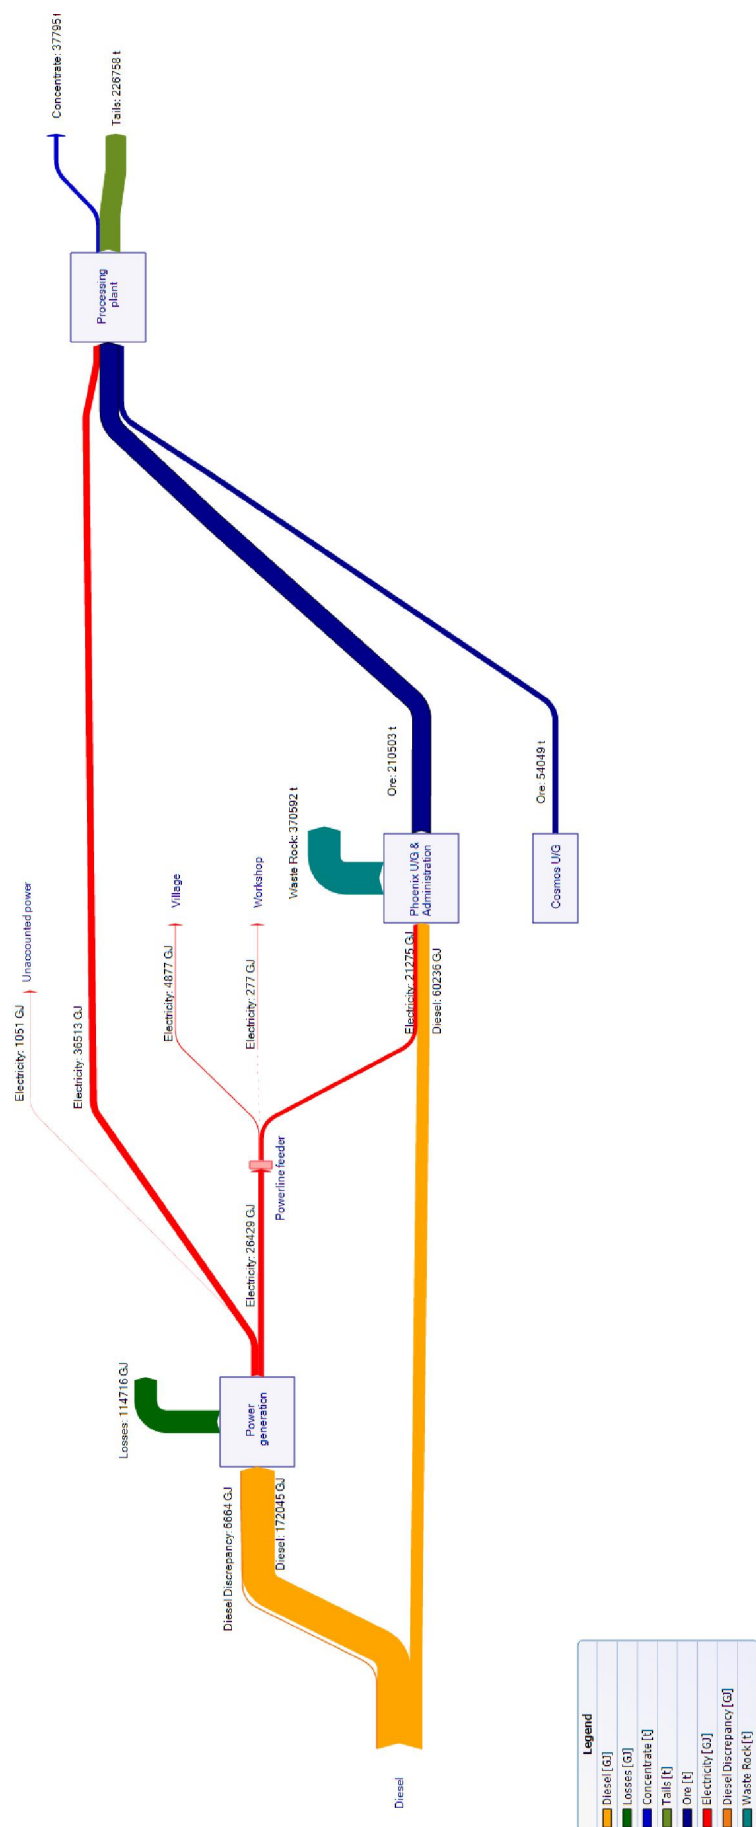 Concentrate: 37795 t
Tails: 226758 t
Processing
plant
Unaccounted power
Electricity: 1051 GJ
Electricity: 36513 GJ
Village
Electricity: 4877 GJ
Workshop
Electricity: 277 GJ
Waste Rock: 370592 t
Ore: 210503 t
Phoenix U/G &
Administration
Ore: 54049 t
Cosmos U/G
Electricity: 21275 GJ
Diesel: 60236 GJ
Powerline feeder
Electricity: 26429 GJ
Losses: 114716 GJ
Power
generation
Diesel Discrepancy: 6664 GJ
Diesel: 172045 GJ
Diesel
Legend
Diesel [GJ]
Losses [GJ]
Concentrate [t]
Tails [t]
Ore [t]
Electricity [GJ]
Diesel Discrepancy [GJ]
Waste Rock [t]